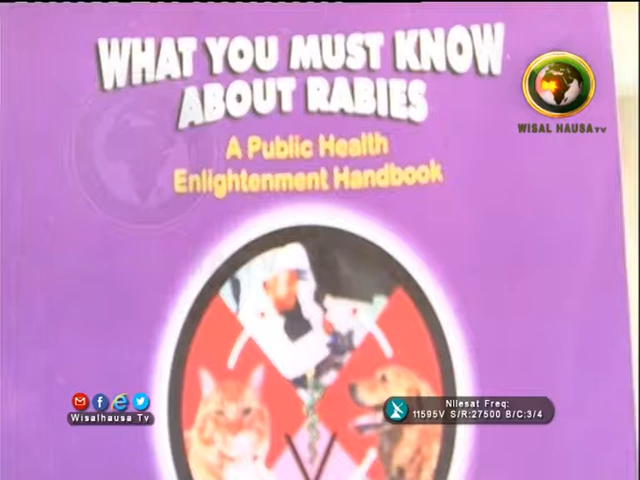 WHAT YOU MUST KNOW
ABOUT RABIES
A Public Health
Enlightenment Handbook
WISAL HAUSA TV
Wisalhausa Tv
Nilesat Freq:
11595V S/R:27500 B/C:3/4